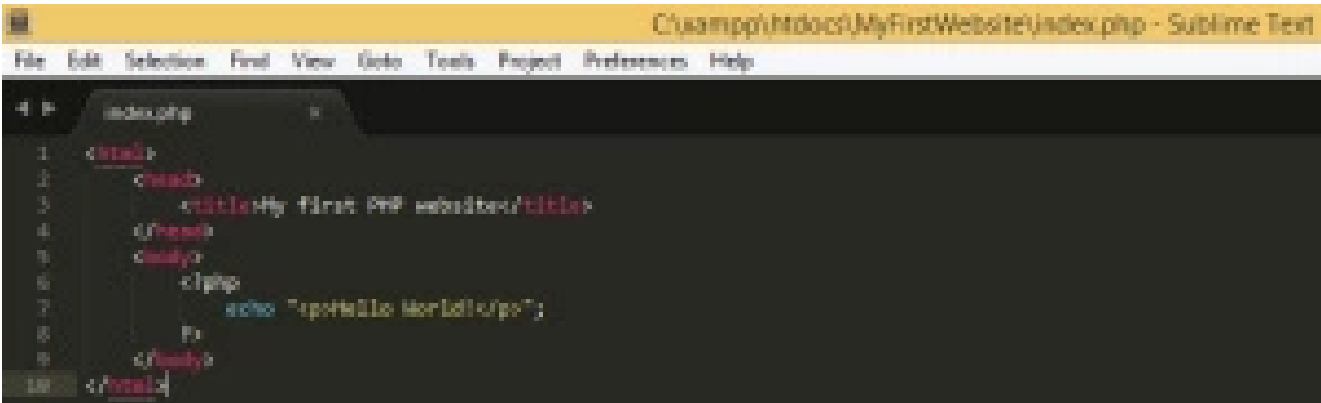 C:\xampp\htdocs\MyFirstWebsite\index.php - Sublime Text
File Edit Selection Find View Goto Tools Project Preferences Help
index.php ×
1 <html>
2 <head>
3 <title>My first PHP website</title>
4 </head>
5 <body>
6 <?php
7 echo "<p>Hello World!</p>";
8 ?>
9 </body>
10 </html>